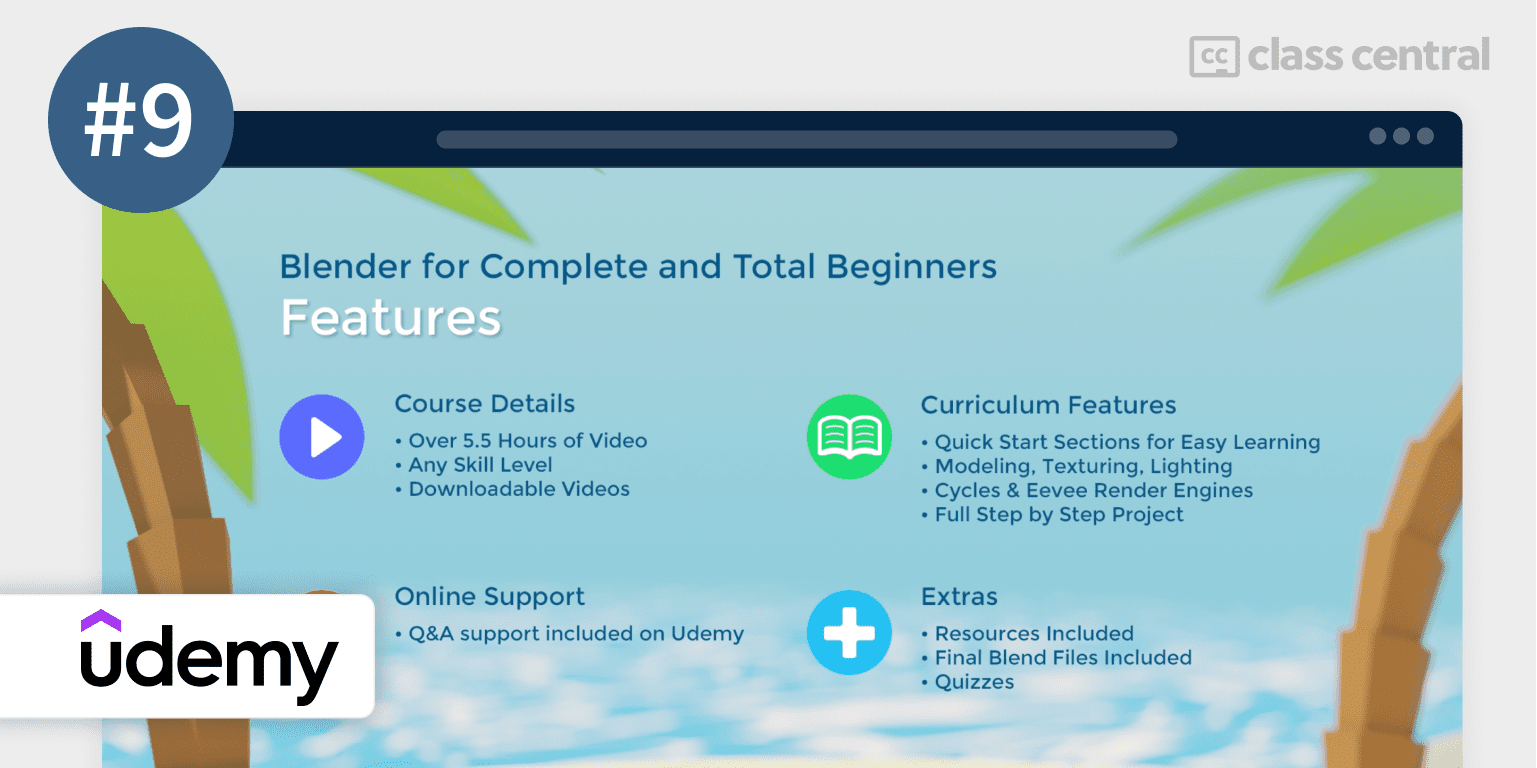 #9
cc class central
Blender for Complete and Total Beginners
Features
Course Details
• Over 5.5 Hours of Video
• Any Skill Level
• Downloadable Videos
Curriculum Features
• Quick Start Sections for Easy Learning
• Modeling, Texturing, Lighting
• Cycles & Eevee Render Engines
• Full Step by Step Project
Online Support
• Q&A support included on Udemy
Extras
• Resources Included
• Final Blend Files Included
• Quizzes
udemy